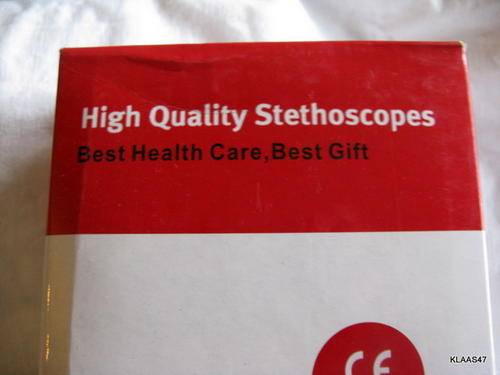 High Quality Stethoscopes
Best Health Care,Best Gift
CE
KLAAS47